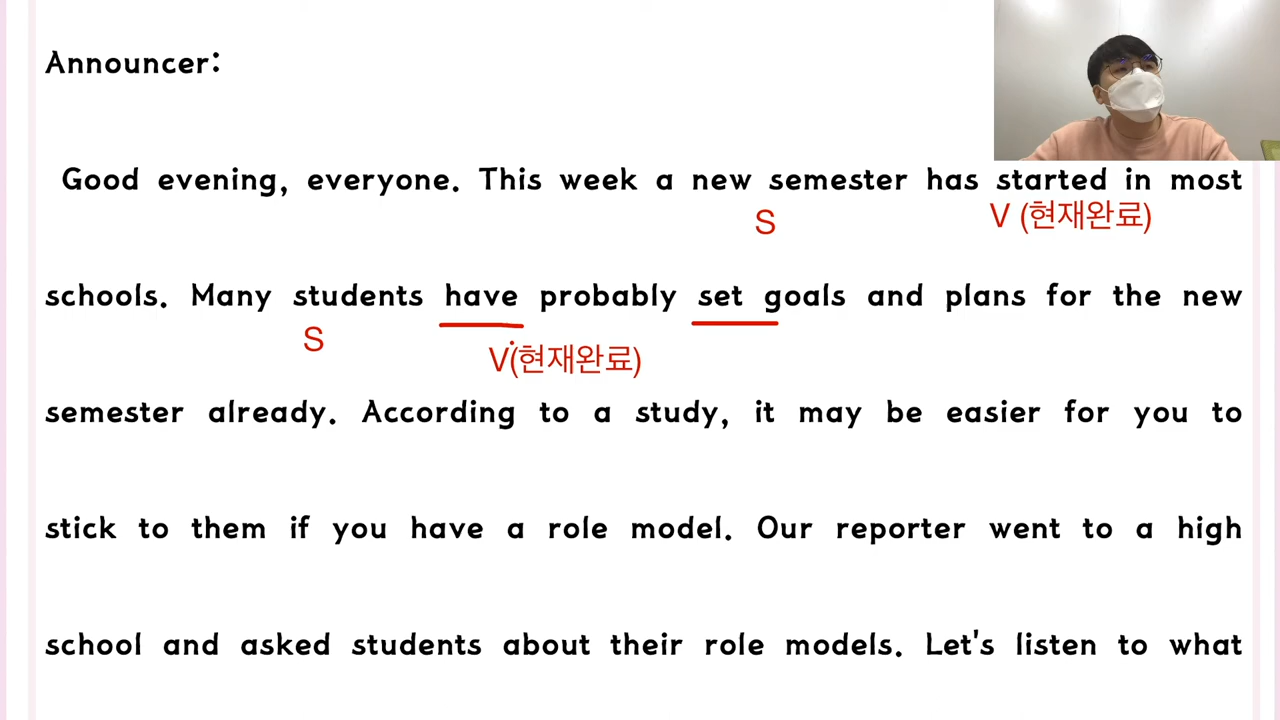 Announcer:
Good evening, everyone. This week a new semester has started in most
S
V (현재완료)
schools. Many students have probably set goals and plans for the new
S
V(현재완료)
semester already. According to a study, it may be easier for you to
stick to them if you have a role model. Our reporter went to a high
school and asked students about their role models. Let's listen to what